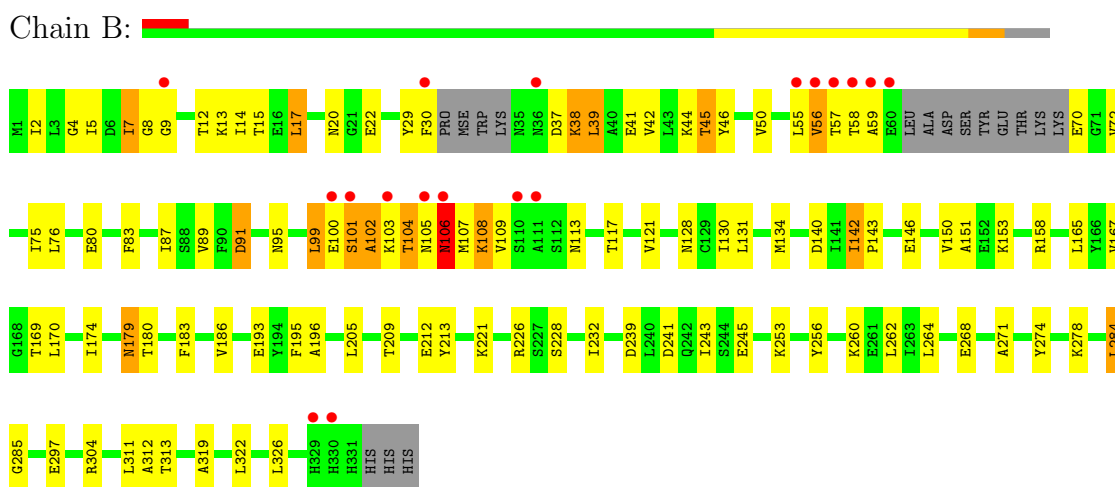 Chain B:
M1 I2 L3 G4 I5 D6 I7 G8 G9 T12 K13 I14 T15 E16 L17 N20 G21 E22 Y29 F30 PRO MSE TRP LYS N35 N36 D37 K38 L39 A40 E41 V42 L43 K44 T45 Y46 V50 L55 V56 T57 T58 A59 E60 LEU ALA ASP SER TYR GLU THR LYS LYS E70 G71 V72
I75 L76 E80 F83 I87 S88 V89 F90 D91 N95 L99 E100 S101 A102 K103 T104 N105 N106 M107 K108 V109 S110 A111 S112 N113 T117 V121 N128 C129 I130 L131 M134 D140 I141 I142 P143 E146 V150 A151 E152 K153 R158 L165 Y166 V167
G168 T169 L170 I174 N179 T180 F183 V186 E193 Y194 F195 A196 L205 T209 E212 Y213 K221 R226 S227 S228 I232 D239 L240 D241 Q242 I243 S244 E245 K253 Y256 K260 E261 L262 I263 L264 E268 A271 Y274 K278
G285 E297 R304 L311 A312 T313 A319 L322 L326 H329 H330 H331 HIS HIS HIS